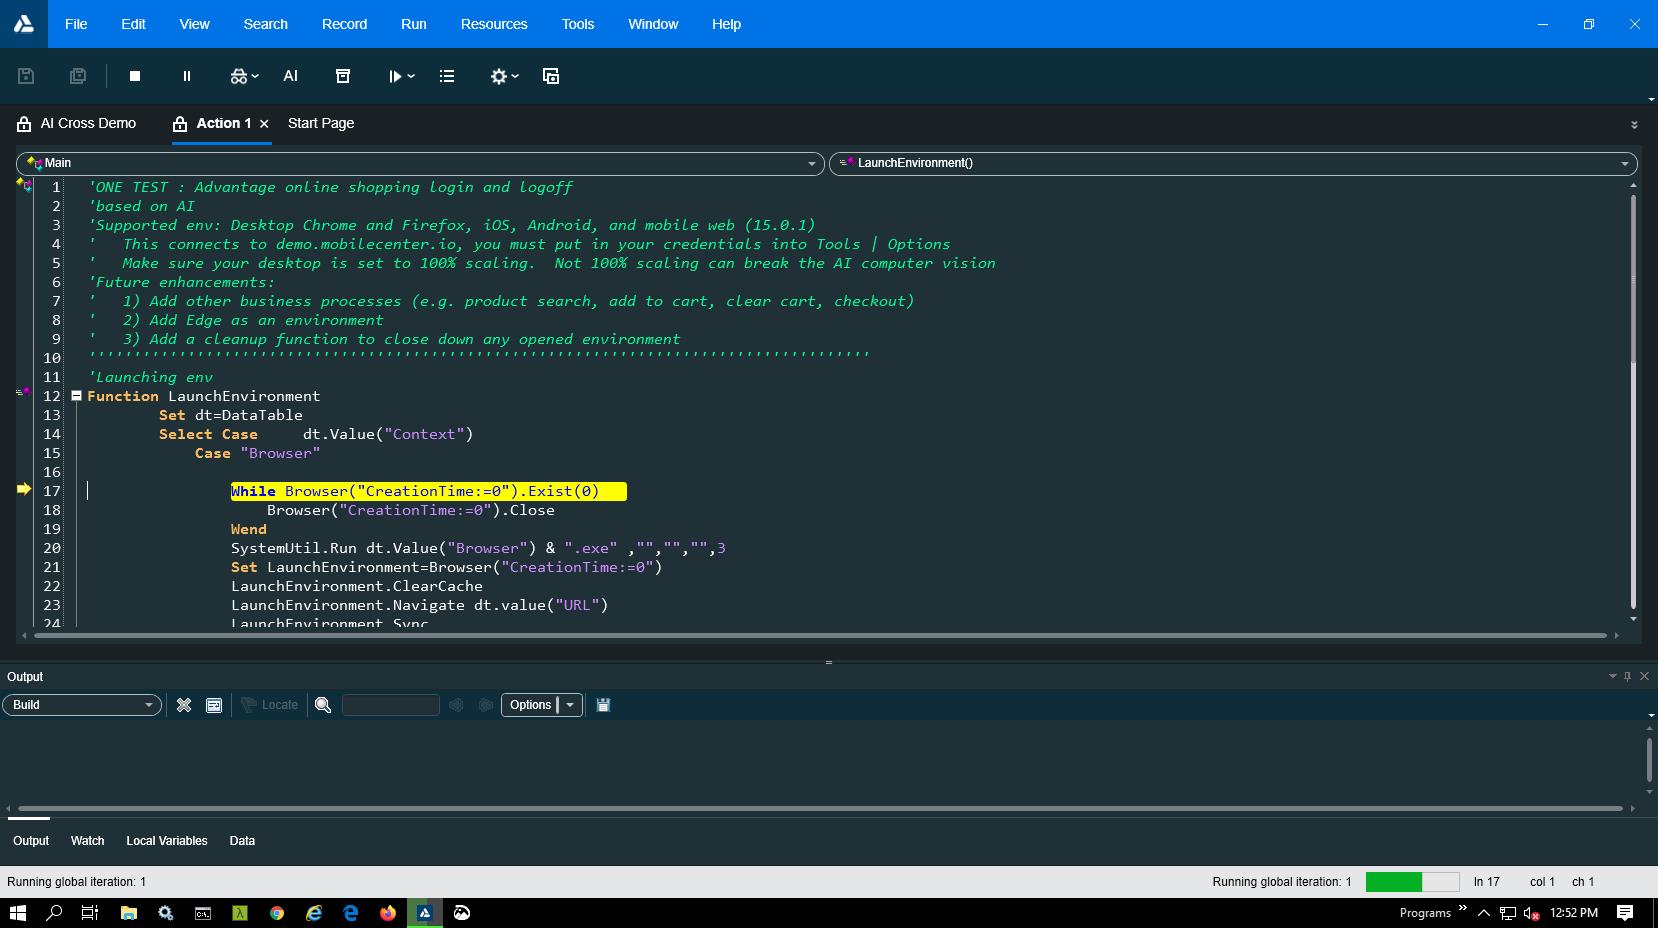 File Edit View Search Record Run Resources Tools Window Help
AI
AI Cross Demo Action 1 Start Page
Main LaunchEnvironment()
1 'ONE TEST : Advantage online shopping login and logoff
2 'based on AI
3 'Supported env: Desktop Chrome and Firefox, iOS, Android, and mobile web (15.0.1)
4 '   This connects to demo.mobilecenter.io, you must put in your credentials into Tools | Options
5 '   Make sure your desktop is set to 100% scaling.  Not 100% scaling can break the AI computer vision
6 'Future enhancements:
7 '   1) Add other business processes (e.g. product search, add to cart, clear cart, checkout)
8 '   2) Add Edge as an environment
9 '   3) Add a cleanup function to close down any opened environment
10 '''''''''''''''''''''''''''''''''''''''''''''''''''''''''''''''''''''''''''''''''''''''
11 'Launching env
12 Function LaunchEnvironment
13 Set dt=DataTable
14 Select Case     dt.Value("Context")
15 Case "Browser"
16
17 While Browser("CreationTime:=0").Exist(0)
18 Browser("CreationTime:=0").Close
19 Wend
20 SystemUtil.Run dt.Value("Browser") & ".exe" ,"","","",3
21 Set LaunchEnvironment=Browser("CreationTime:=0")
22 LaunchEnvironment.ClearCache
23 LaunchEnvironment.Navigate dt.value("URL")
24 LaunchEnvironment.Sync
Output
Build Locate Options
Output Watch Local Variables Data
Running global iteration: 1 Running global iteration: 1 ln 17 col 1 ch 1
Programs 12:52 PM